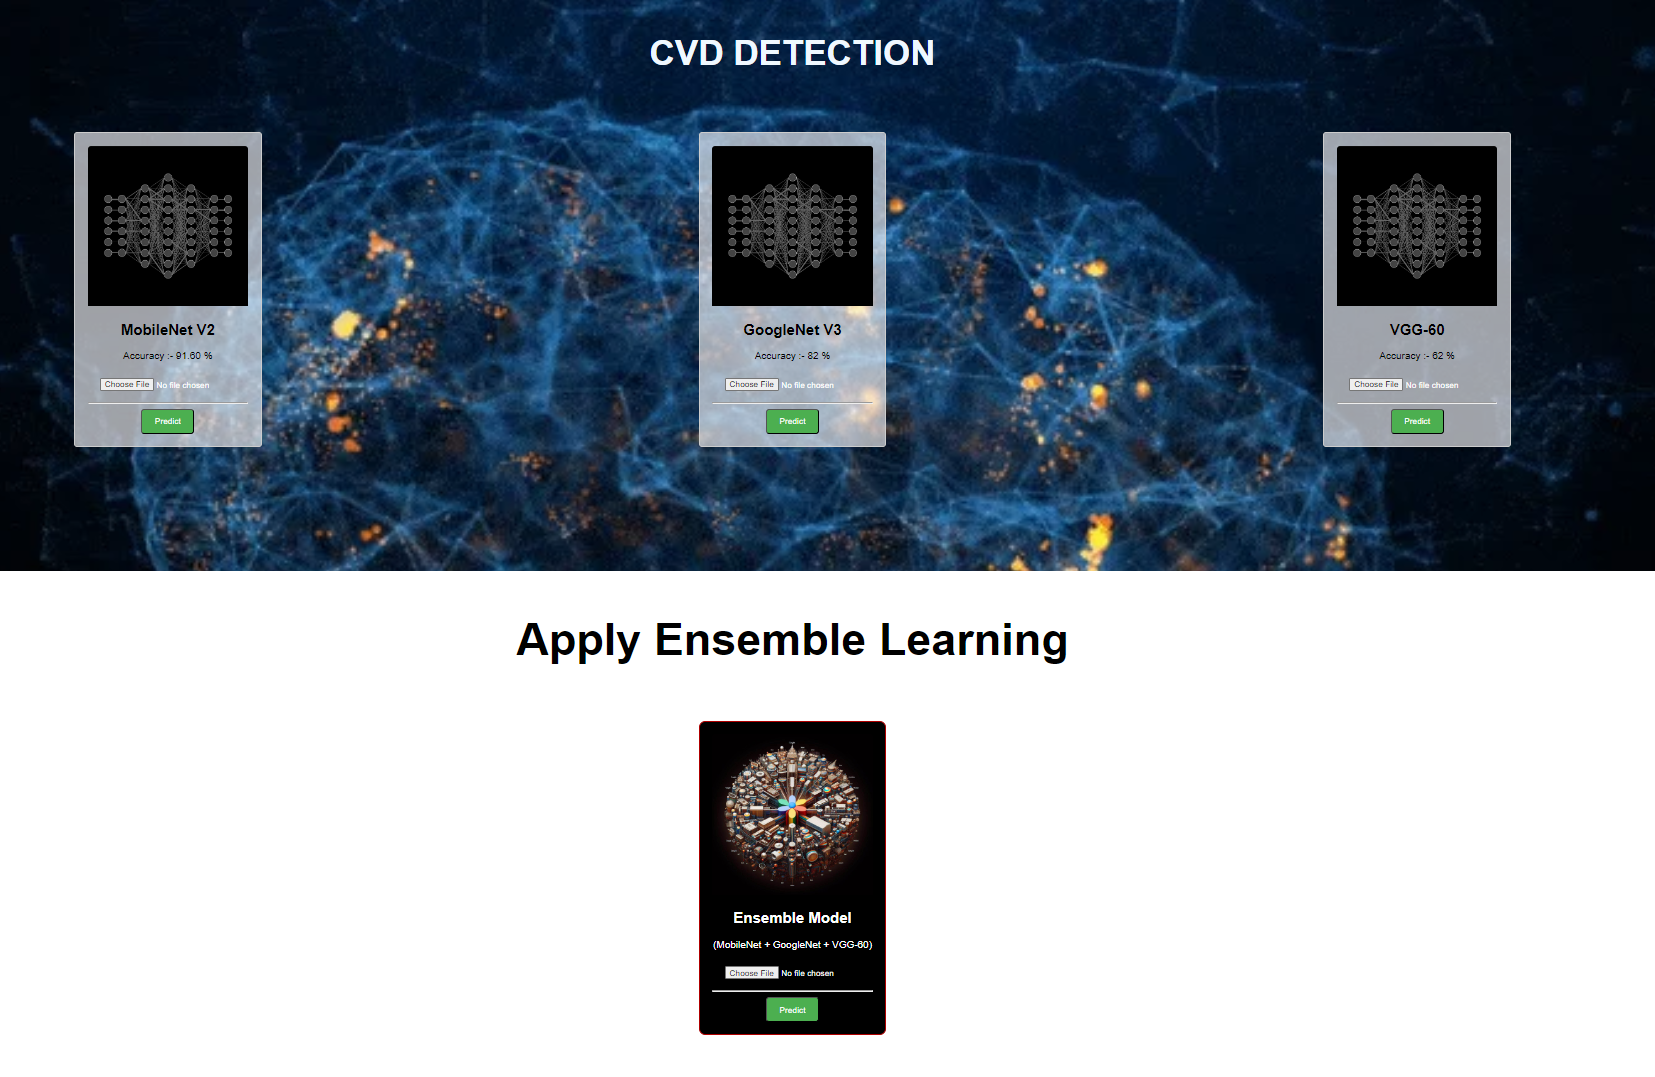 CVD DETECTION
MobileNet V2
Accuracy :- 91.60 %
Choose File No file chosen
Predict
GoogleNet V3
Accuracy :- 82 %
Choose File No file chosen
Predict
VGG-60
Accuracy :- 62 %
Choose File No file chosen
Predict
Apply Ensemble Learning
Ensemble Model
(MobileNet + GoogleNet + VGG-60)
Choose File No file chosen
Predict